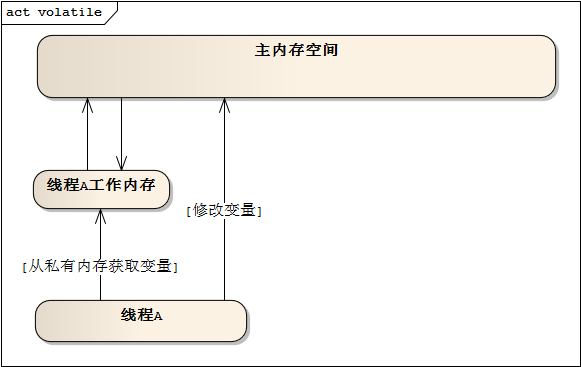 act volatile
主内存空间
线程A工作内存
[修改变量]
[从私有内存获取变量]
线程A